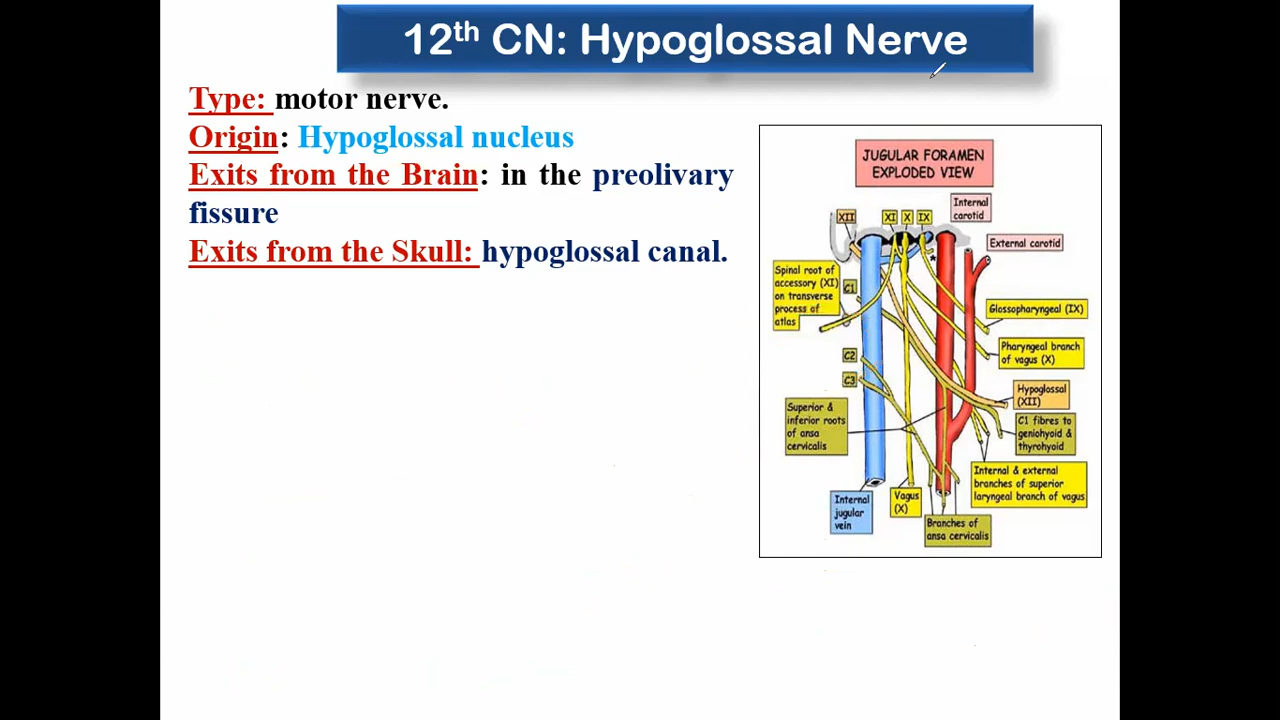 12th CN: Hypoglossal Nerve
Type: motor nerve.
Origin: Hypoglossal nucleus
Exits from the Brain: in the preolivary
fissure
Exits from the Skull: hypoglossal canal.
JUGULAR FORAMEN
EXPLODED VIEW
Internal
carotid
XII
XI
X
IX
External carotid
*
Spinal root of
accessory (XI)
on transverse
process of
atlas
C1
Glossopharyngeal (IX)
Pharyngeal branch
of vagus (X)
C2
C3
Hypoglossal
(XII)
Superior &
inferior roots
of ansa
cervicalis
C1 fibres to
geniohyoid &
thyrohyoid
Internal & external
branches of superior
laryngeal branch of vagus
Internal
jugular
vein
Vagus
(X)
Branches of
ansa cervicalis